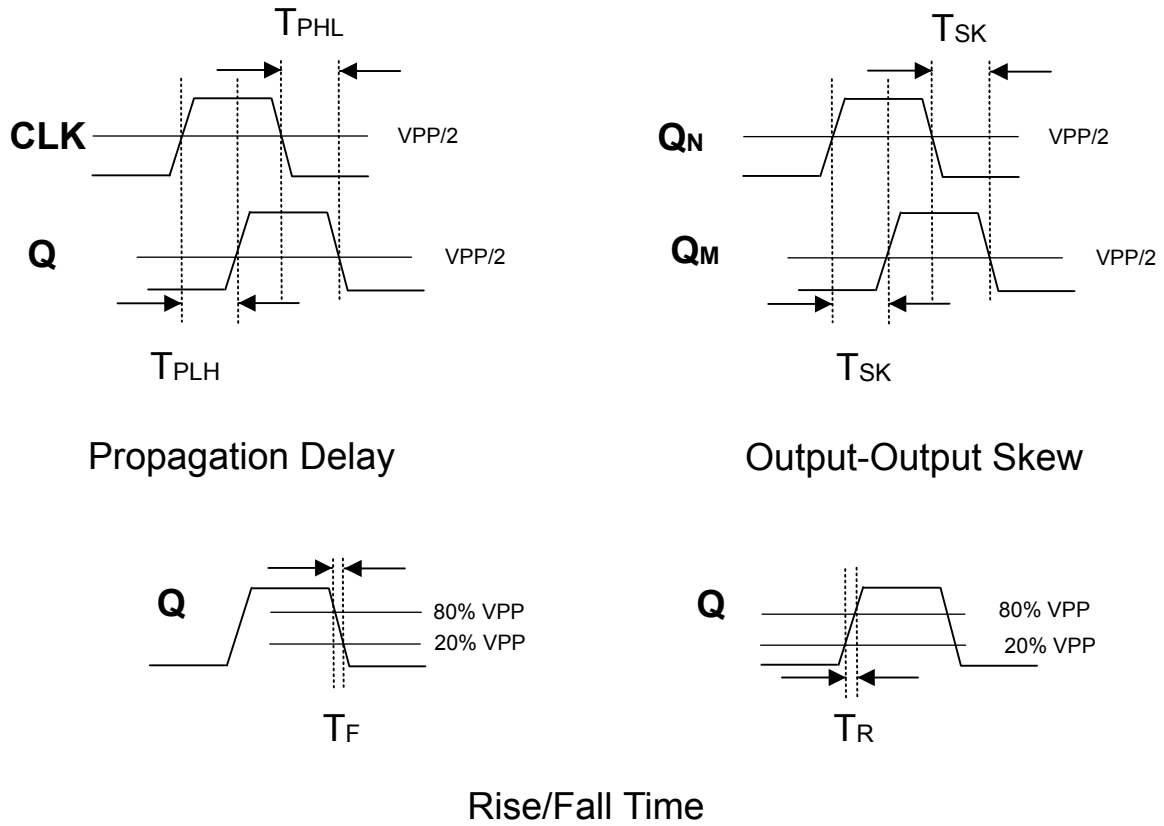 TPHL
CLK
VPP/2
Q
VPP/2
TPLH
Propagation Delay
TSK
QN
VPP/2
QM
VPP/2
TSK
Output-Output Skew
Q
80% VPP
20% VPP
TF
Q
80% VPP
20% VPP
TR
Rise/Fall Time